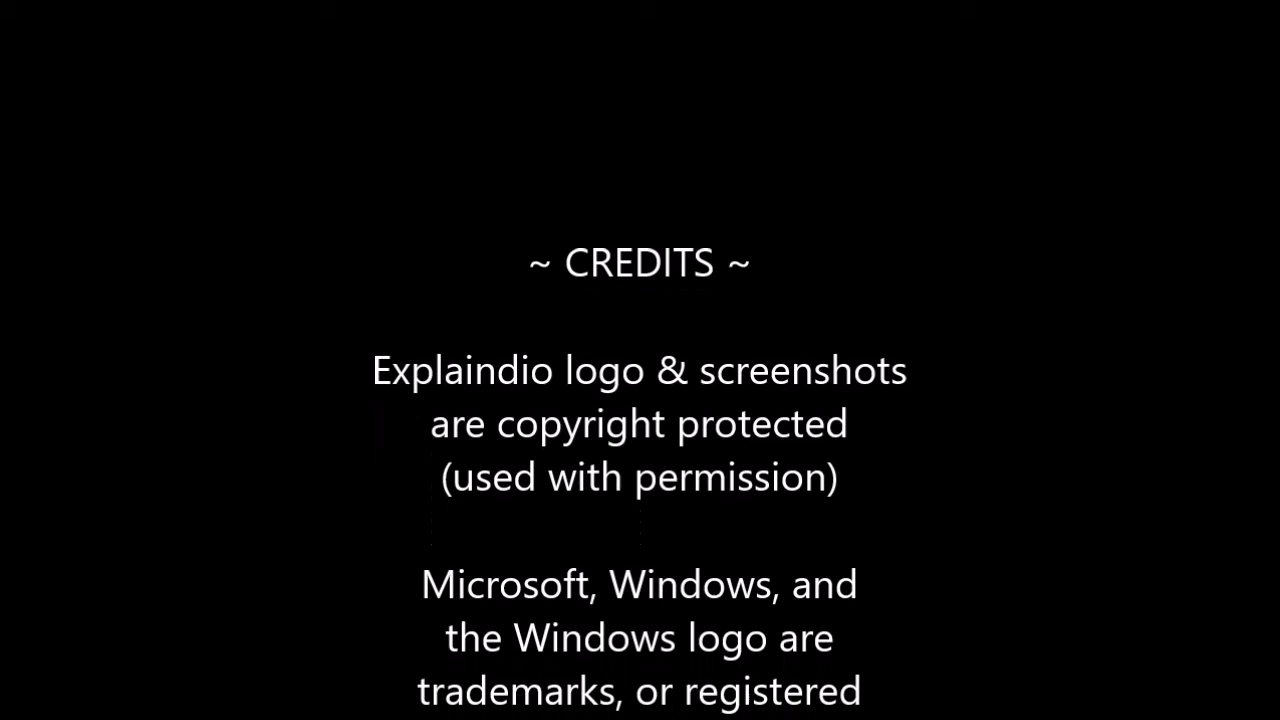 ~ CREDITS ~
Explaindio logo & screenshots
are copyright protected
(used with permission)
Microsoft, Windows, and
the Windows logo are
trademarks, or registered